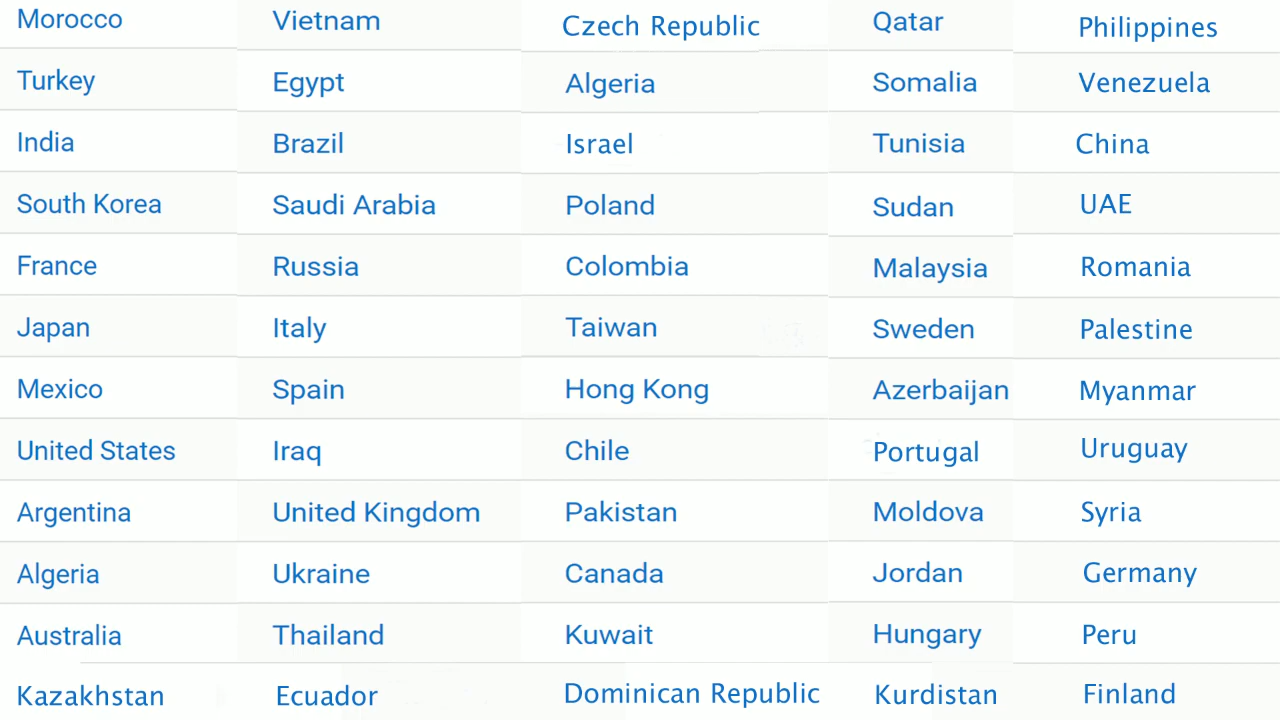 Morocco Vietnam Czech Republic Qatar Philippines
Turkey Egypt Algeria Somalia Venezuela
India Brazil Israel Tunisia China
South Korea Saudi Arabia Poland Sudan UAE
France Russia Colombia Malaysia Romania
Japan Italy Taiwan Sweden Palestine
Mexico Spain Hong Kong Azerbaijan Myanmar
United States Iraq Chile Portugal Uruguay
Argentina United Kingdom Pakistan Moldova Syria
Algeria Ukraine Canada Jordan Germany
Australia Thailand Kuwait Hungary Peru
Kazakhstan Ecuador Dominican Republic Kurdistan Finland